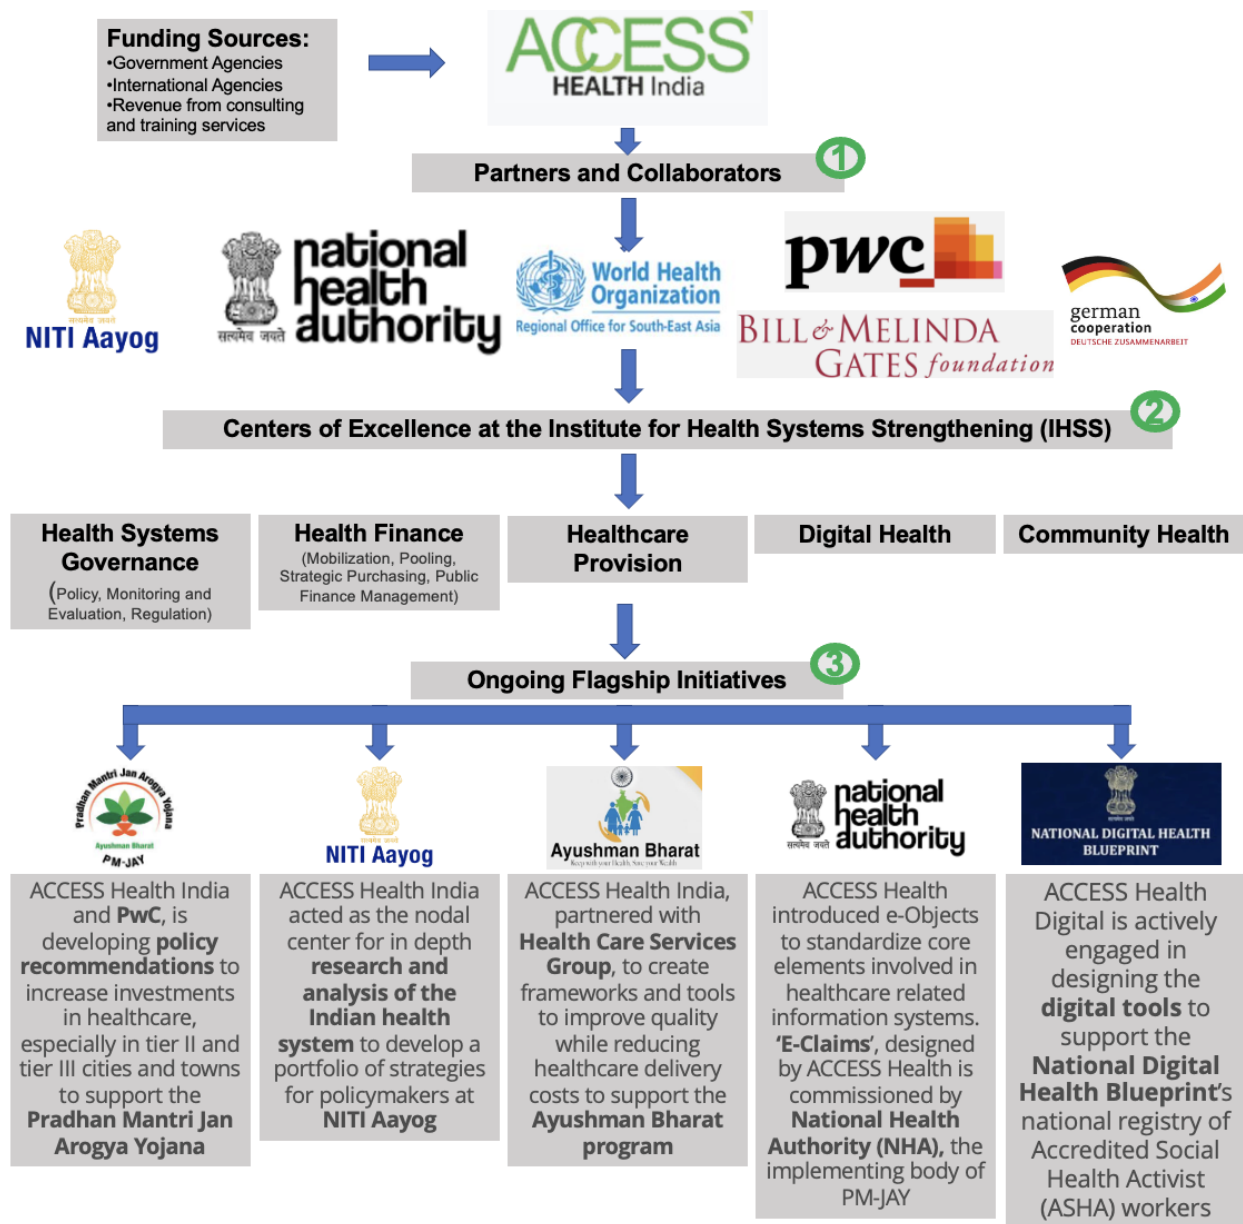 Funding Sources:
•Government Agencies
•International Agencies
•Revenue from consulting
and training services
ACCESS
HEALTH India
Partners and Collaborators
1
NITI Aayog
national
health
authority
सत्यमेव जयते
World Health
Organization
Regional Office for South-East Asia
pwc
BILL & MELINDA
GATES foundation
german
cooperation
DEUTSCHE ZUSAMMENARBEIT
Centers of Excellence at the Institute for Health Systems Strengthening (IHSS)
2
Health Systems
Governance
(Policy, Monitoring and
Evaluation, Regulation)
Health Finance
(Mobilization, Pooling,
Strategic Purchasing, Public
Finance Management)
Healthcare
Provision
Digital Health
Community Health
Ongoing Flagship Initiatives
3
Pradhan Mantri Jan Arogya Yojana
Ayushman Bharat
PM-JAY
ACCESS Health India
and PwC, is
developing policy
recommendations to
increase investments
in healthcare,
especially in tier II and
tier III cities and towns
to support the
Pradhan Mantri Jan
Arogya Yojana
NITI Aayog
ACCESS Health India
acted as the nodal
center for in depth
research and
analysis of the
Indian health
system to develop a
portfolio of strategies
for policymakers at
NITI Aayog
Ayushman Bharat
Keep with your Health, Save your Wealth
ACCESS Health India,
partnered with
Health Care Services
Group, to create
frameworks and tools
to improve quality
while reducing
healthcare delivery
costs to support the
Ayushman Bharat
program
national
health
authority
सत्यमेव जयते
ACCESS Health
introduced e-Objects
to standardize core
elements involved in
healthcare related
information systems.
‘E-Claims’, designed
by ACCESS Health is
commissioned by
National Health
Authority (NHA), the
implementing body of
PM-JAY
NATIONAL DIGITAL HEALTH
BLUEPRINT
ACCESS Health
Digital is actively
engaged in
designing the
digital tools to
support the
National Digital
Health Blueprint’s
national registry of
Accredited Social
Health Activist
(ASHA) workers